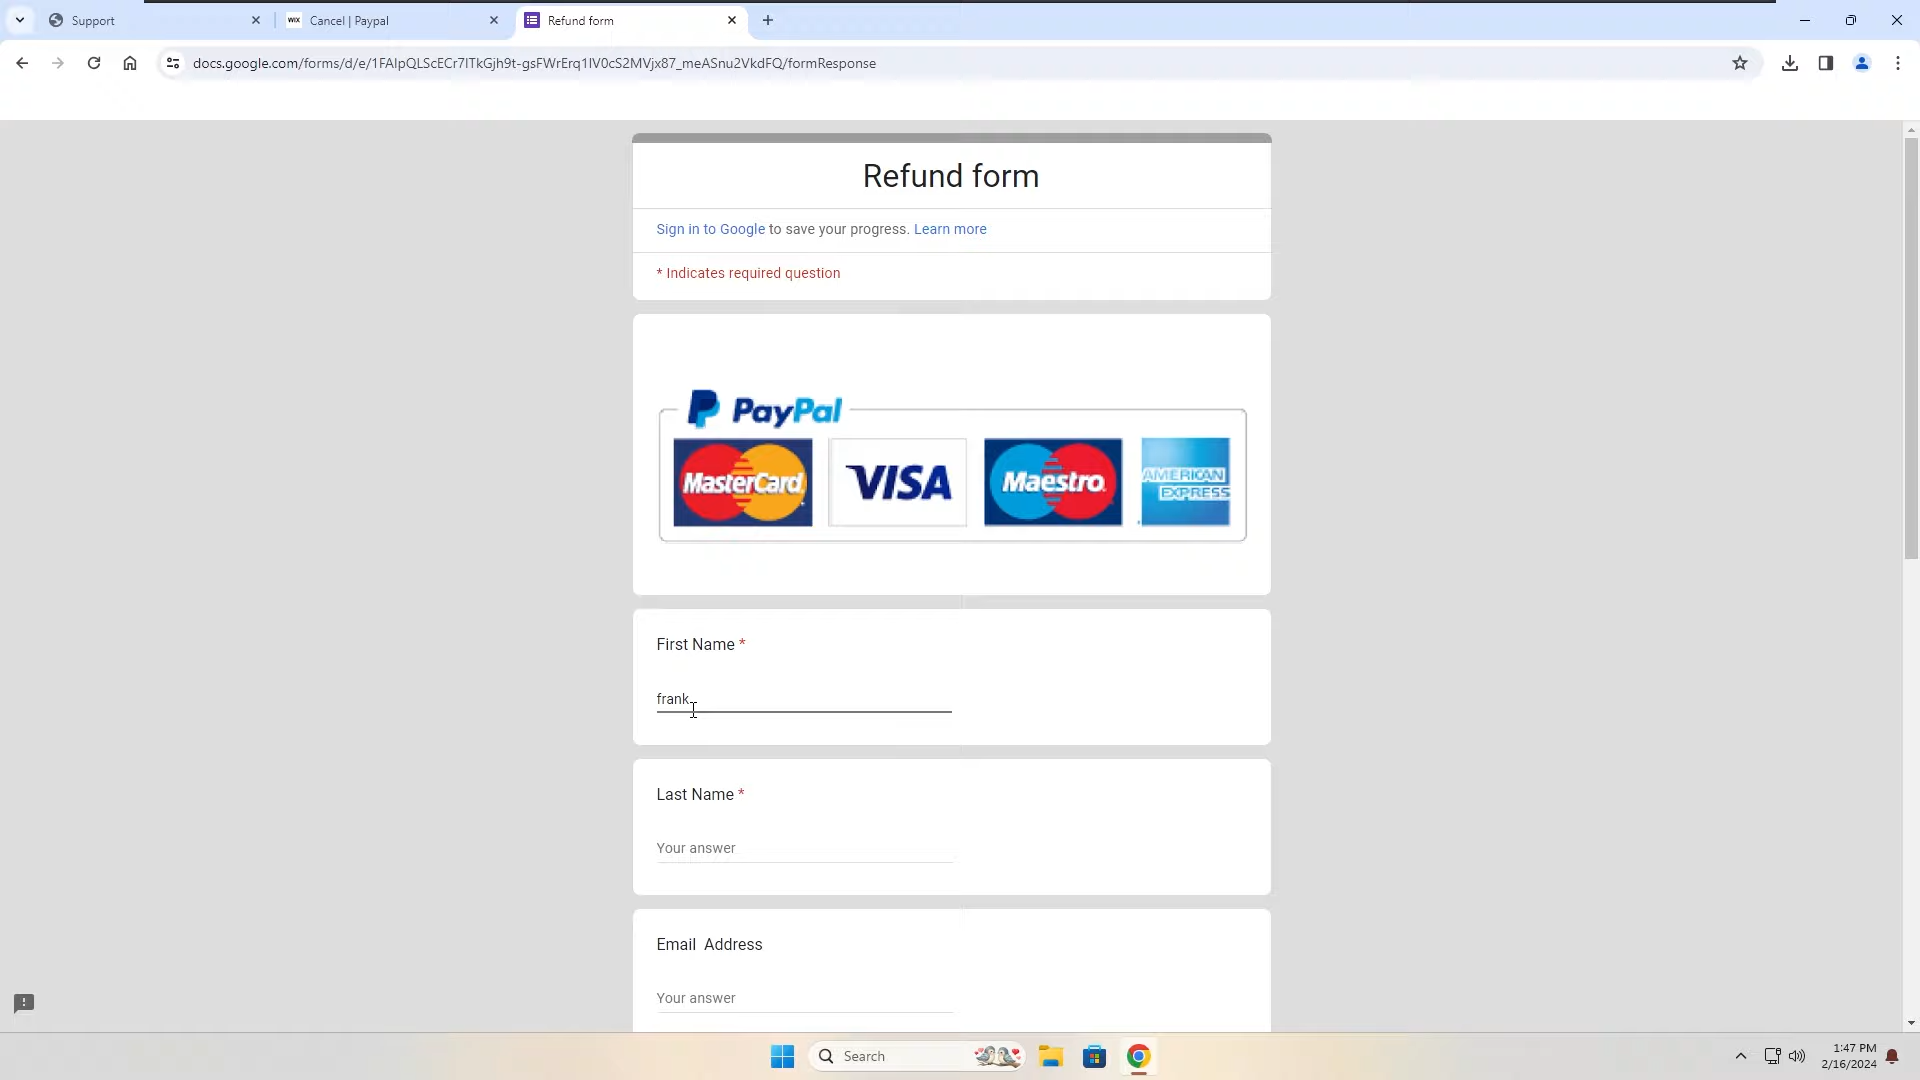 Support
WIX Cancel | Paypal
Refund form
docs.google.com/forms/d/e/1FAIpQLScECr7ITkGjh9t-gsFWrErq1IV0cS2MVjx87_meASnu2VkdFQ/formResponse
Refund form
Sign in to Google to save your progress. Learn more
* Indicates required question
PayPal
MasterCard
VISA
Maestro
AMERICAN
EXPRESS
First Name *
frank
Last Name *
Your answer
Email Address
Your answer
Search
1:47 PM
2/16/2024